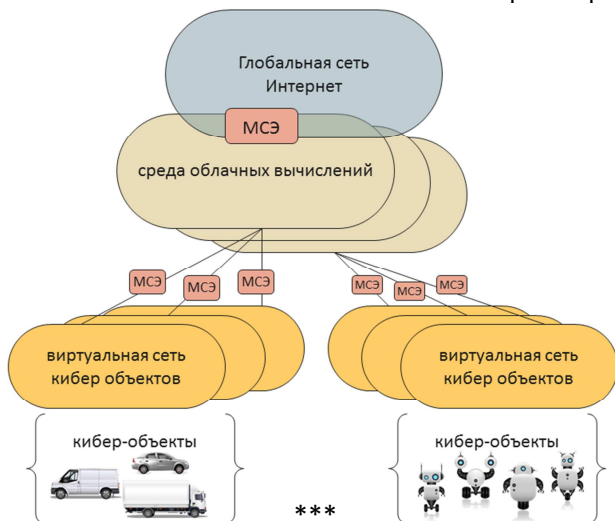 Глобальная сеть
Интернет
МСЭ
среда облачных вычислений
МСЭ
МСЭ
МСЭ
МСЭ
МСЭ
МСЭ
виртуальная сеть
кибер объектов
виртуальная сеть
кибер объектов
кибер-объекты
кибер-объекты
***